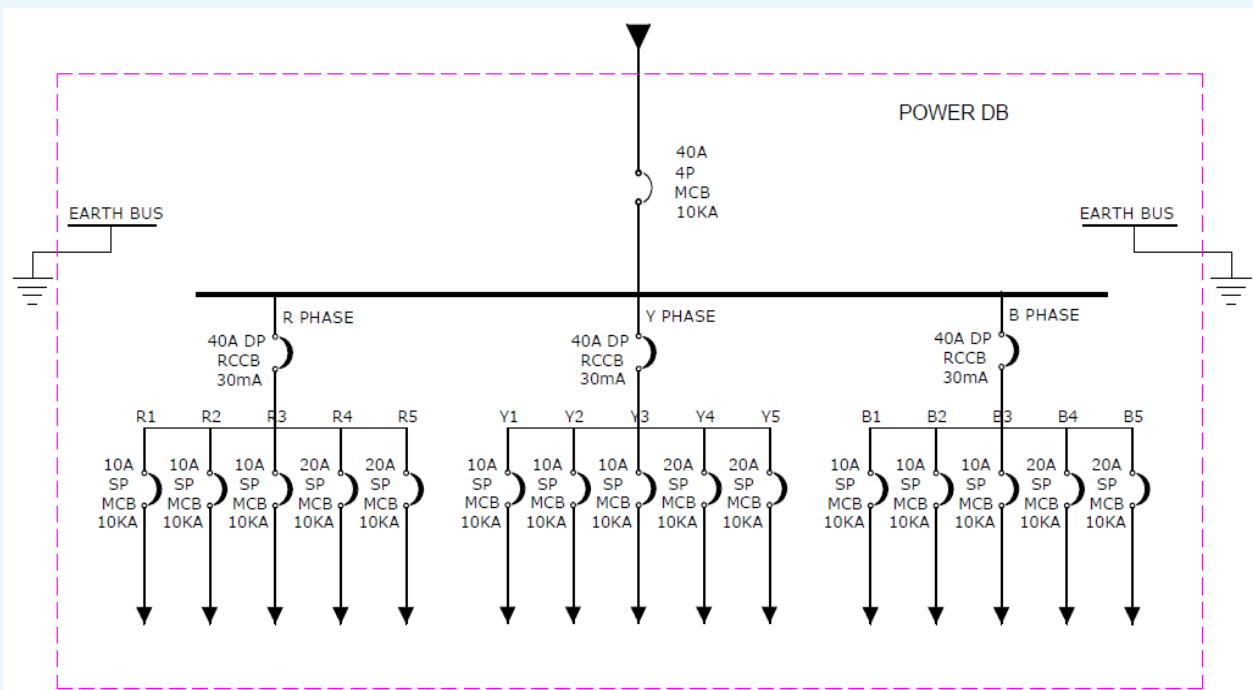 POWER DB
40A
4P
MCB
10KA
EARTH BUS
EARTH BUS
R PHASE
Y PHASE
B PHASE
40A DP
RCCB
30mA
40A DP
RCCB
30mA
40A DP
RCCB
30mA
R1 R2 R3 R4 R5
Y1 Y2 Y3 Y4 Y5
B1 B2 B3 B4 B5
10A 10A 10A 20A 20A
SP SP SP SP SP
MCB MCB MCB MCB MCB
10KA 10KA 10KA 10KA 10KA
10A 10A 10A 20A 20A
SP SP SP SP SP
MCB MCB MCB MCB MCB
10KA 10KA 10KA 10KA 10KA
10A 10A 10A 20A 20A
SP SP SP SP SP
MCB MCB MCB MCB MCB
10KA 10KA 10KA 10KA 10KA